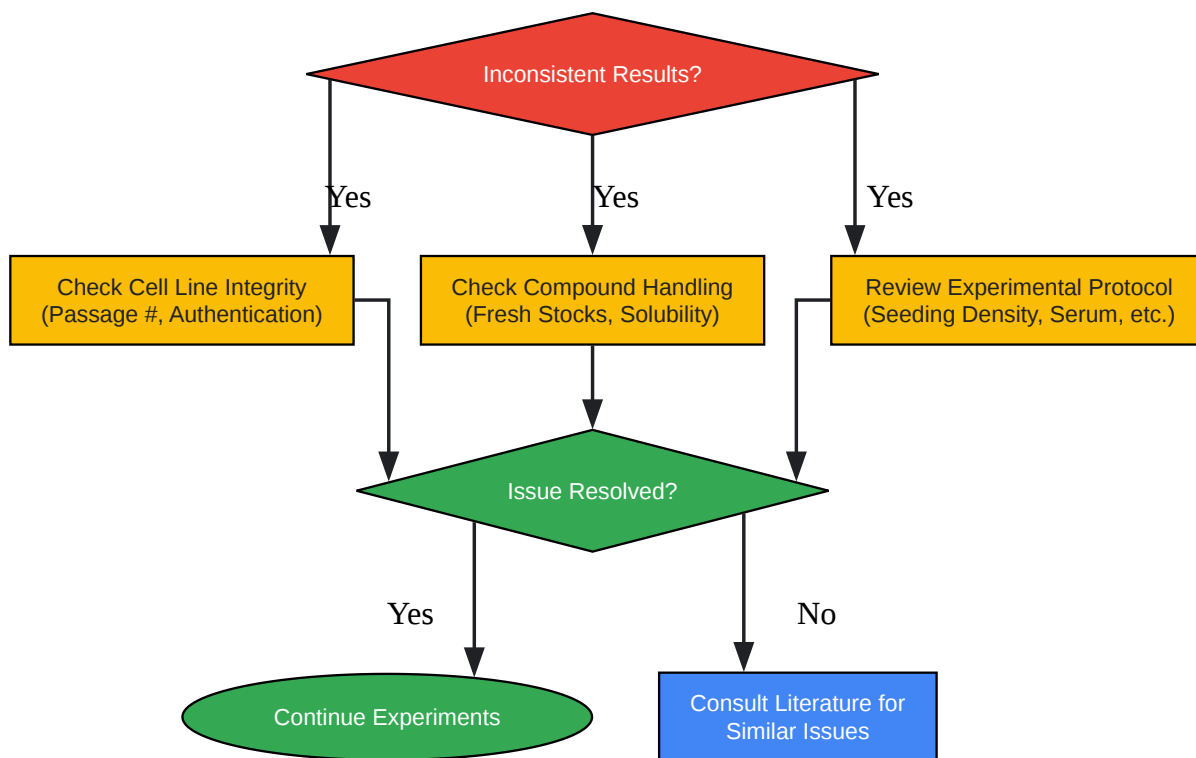 Inconsistent Results?
Yes
Yes
Yes
Check Cell Line Integrity
(Passage #, Authentication)
Check Compound Handling
(Fresh Stocks, Solubility)
Review Experimental Protocol
(Seeding Density, Serum, etc.)
Issue Resolved?
Yes
No
Continue Experiments
Consult Literature for
Similar Issues